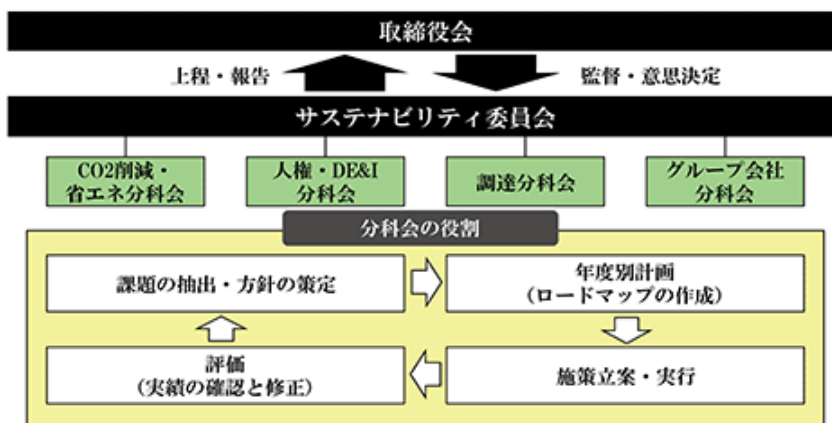 取締役会
上程・報告
監督・意思決定
サステナビリティ委員会
CO2削減・
省エネ分科会
人権・DE&I
分科会
調達分科会
グループ会社
分科会
分科会の役割
課題の抽出・方針の策定
年度別計画
（ロードマップの作成）
評価
（実績の確認と修正）
施策立案・実行